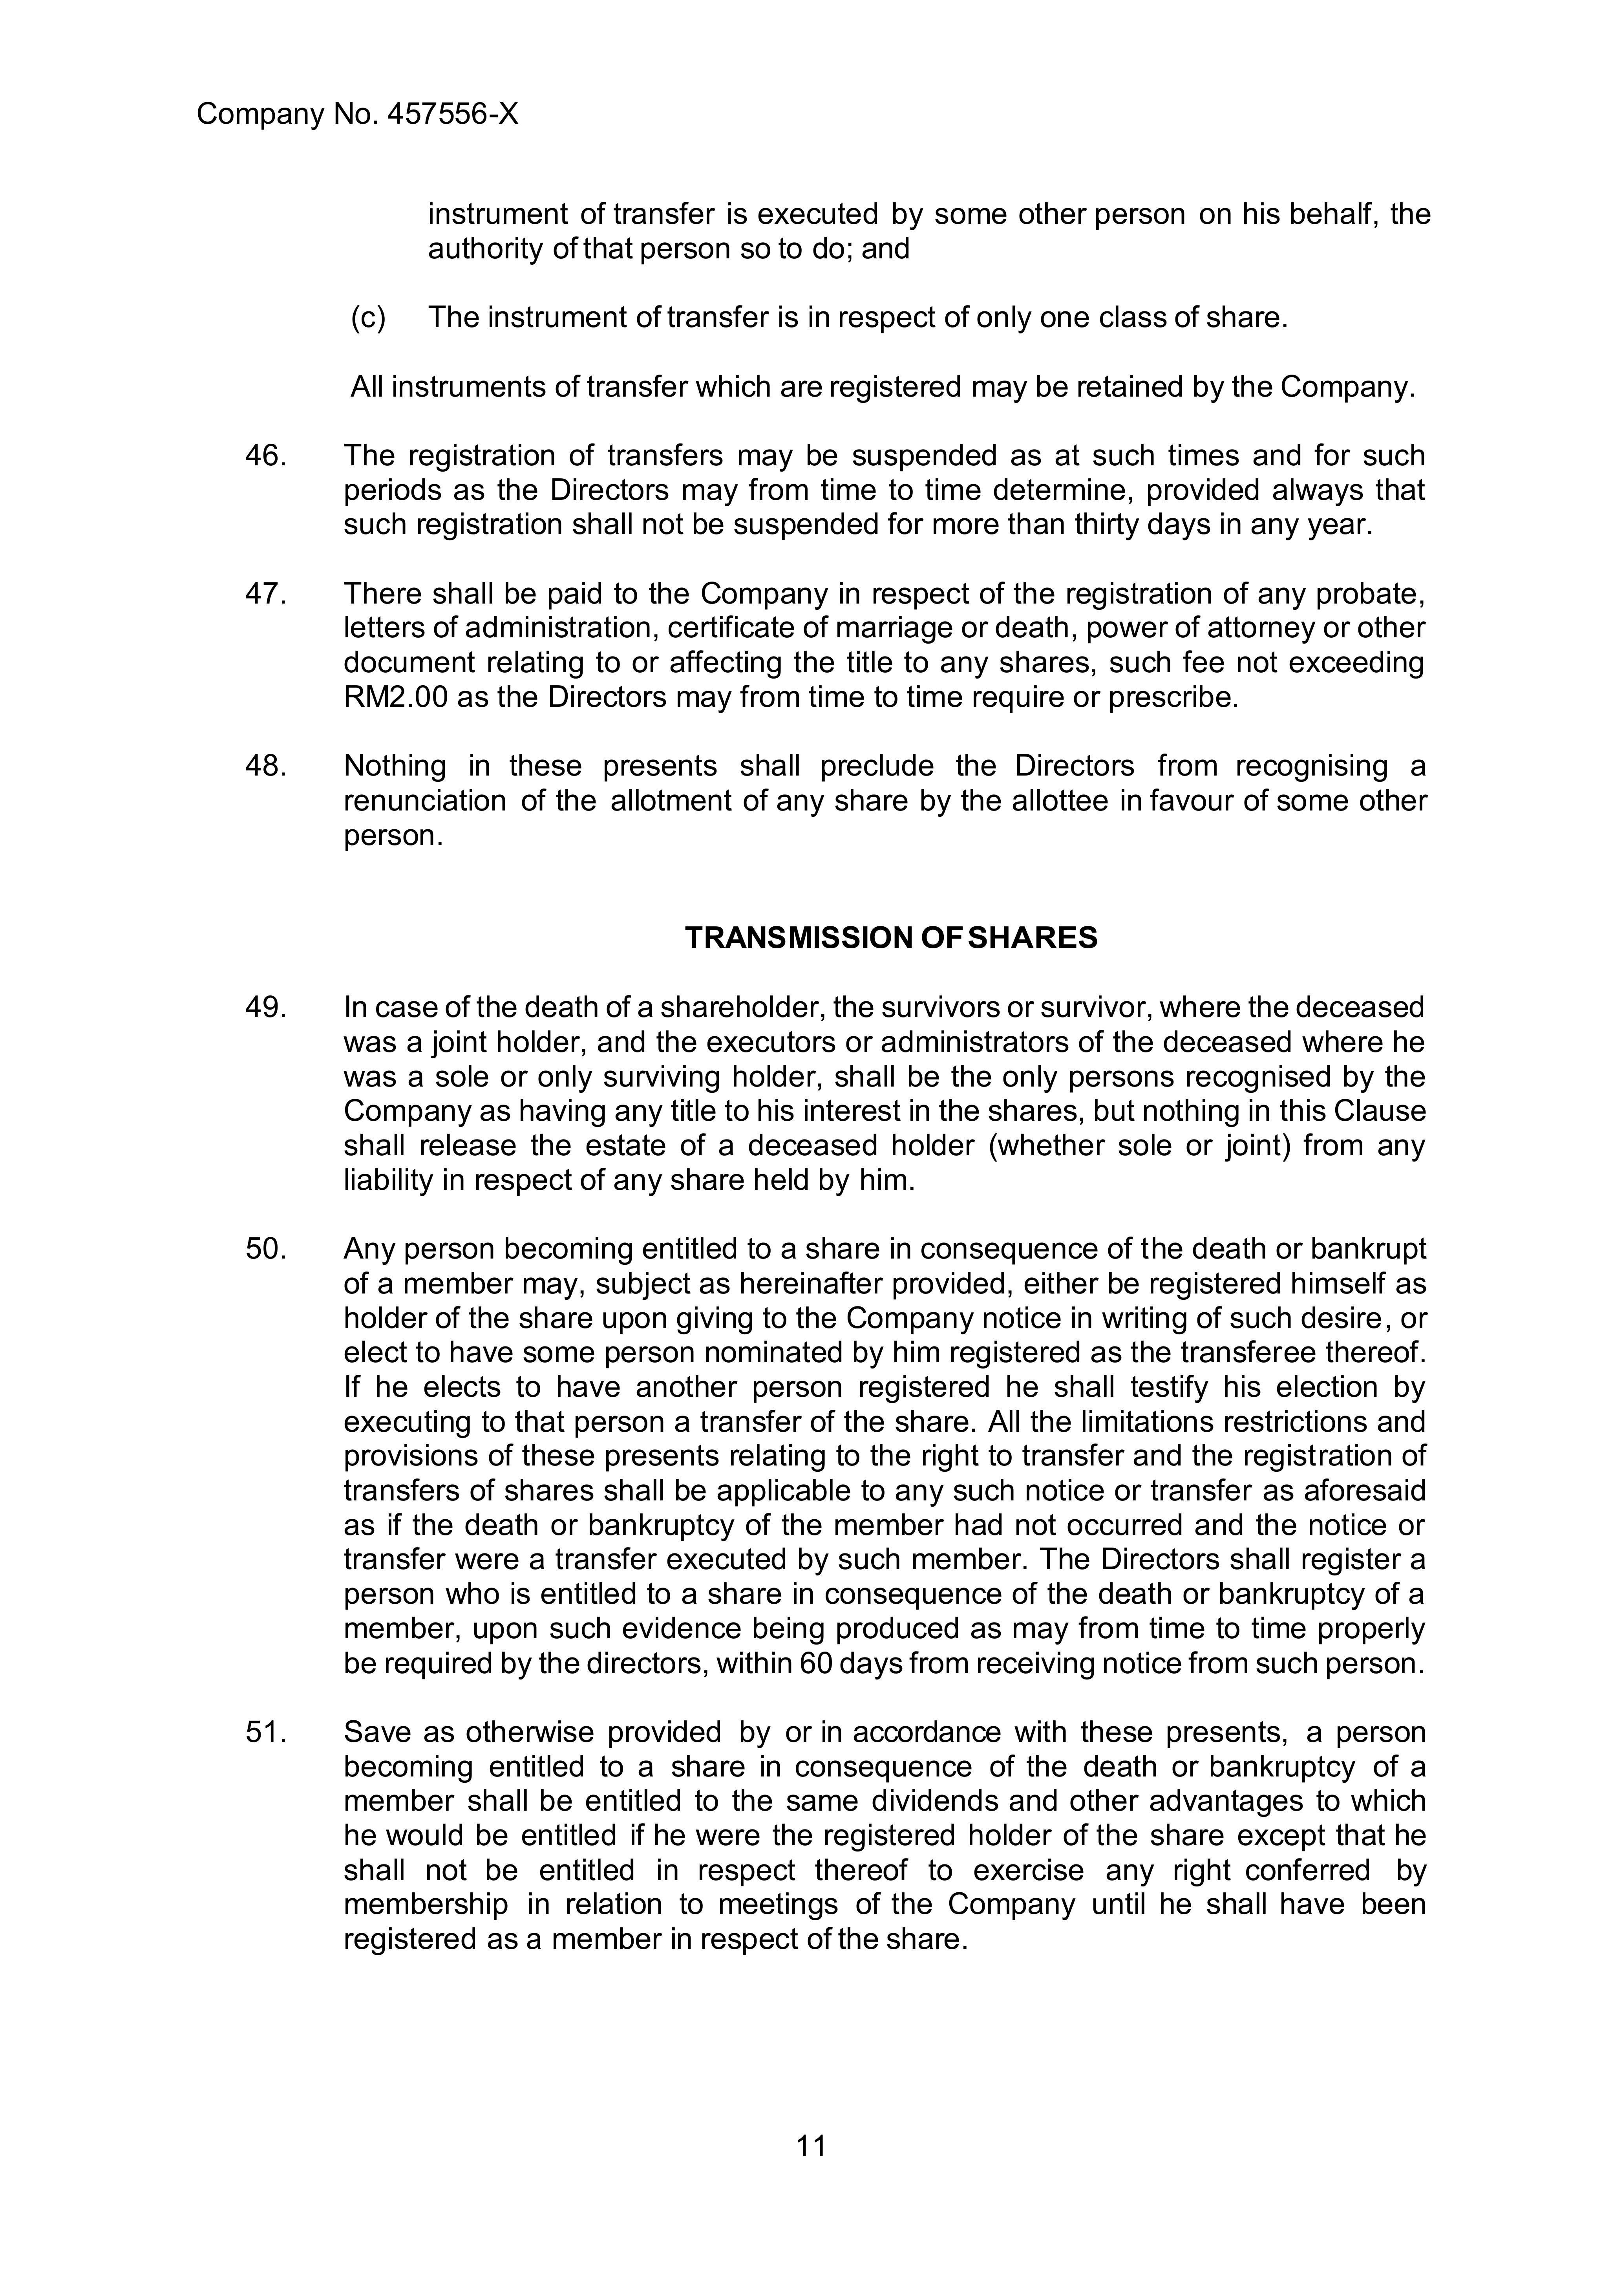 Company No. 457556-X
instrument of transfer is executed by some other person on his behalf, the
authority of that person so to do; and
(c) The instrument of transfer is in respect of only one class of share.
All instruments of transfer which are registered may be retained by the Company.
46. The registration of transfers may be suspended as at such times and for such
periods as the Directors may from time to time determine, provided always that
such registration shall not be suspended for more than thirty days in any year.
47. There shall be paid to the Company in respect of the registration of any probate,
letters of administration, certificate of marriage or death, power of attorney or other
document relating to or affecting the title to any shares, such fee not exceeding
RM2.00 as the Directors may from time to time require or prescribe.
48. Nothing in these presents shall preclude the Directors from recognising a
renunciation of the allotment of any share by the allottee in favour of some other
person.
TRANSMISSION OF SHARES
49. In case of the death of a shareholder, the survivors or survivor, where the deceased
was a joint holder, and the executors or administrators of the deceased where he
was a sole or only surviving holder, shall be the only persons recognised by the
Company as having any title to his interest in the shares, but nothing in this Clause
shall release the estate of a deceased holder (whether sole or joint) from any
liability in respect of any share held by him.
50. Any person becoming entitled to a share in consequence of the death or bankrupt
of a member may, subject as hereinafter provided, either be registered himself as
holder of the share upon giving to the Company notice in writing of such desire, or
elect to have some person nominated by him registered as the transferee thereof.
If he elects to have another person registered he shall testify his election by
executing to that person a transfer of the share. All the limitations restrictions and
provisions of these presents relating to the right to transfer and the registration of
transfers of shares shall be applicable to any such notice or transfer as aforesaid
as if the death or bankruptcy of the member had not occurred and the notice or
transfer were a transfer executed by such member. The Directors shall register a
person who is entitled to a share in consequence of the death or bankruptcy of a
member, upon such evidence being produced as may from time to time properly
be required by the directors, within 60 days from receiving notice from such person.
51. Save as otherwise provided by or in accordance with these presents, a person
becoming entitled to a share in consequence of the death or bankruptcy of a
member shall be entitled to the same dividends and other advantages to which
he would be entitled if he were the registered holder of the share except that he
shall not be entitled in respect thereof to exercise any right conferred by
membership in relation to meetings of the Company until he shall have been
registered as a member in respect of the share.
11